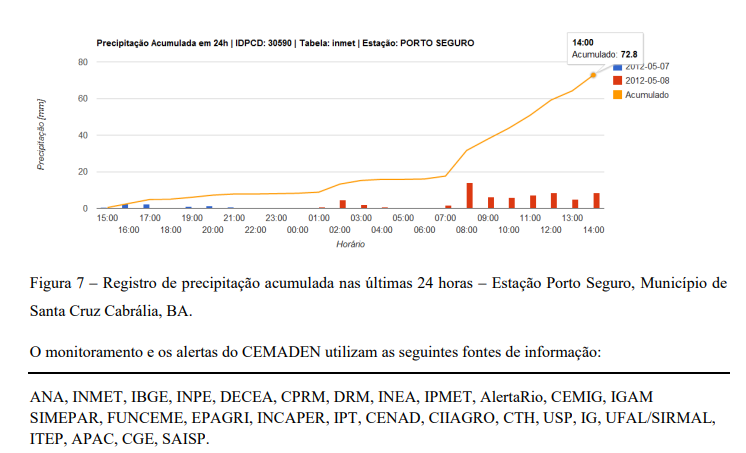 Precipitação Acumulada em 24h | IDPCD: 30590 | Tabela: inmet | Estação: PORTO SEGURO
14:00
Acumulado: 72.8
2012-05-07
2012-05-08
Acumulado
Precipitação [mm]
80
60
40
20
0
15:00 17:00 19:00 21:00 23:00 01:00 03:00 05:00 07:00 09:00 11:00 13:00
16:00 18:00 20:00 22:00 00:00 02:00 04:00 06:00 08:00 10:00 12:00 14:00
Horário
Figura 7 – Registro de precipitação acumulada nas últimas 24 horas – Estação Porto Seguro, Município de
Santa Cruz Cabrália, BA.
O monitoramento e os alertas do CEMADEN utilizam as seguintes fontes de informação:
ANA, INMET, IBGE, INPE, DECEA, CPRM, DRM, INEA, IPMET, AlertaRio, CEMIG, IGAM
SIMEPAR, FUNCEME, EPAGRI, INCAPER, IPT, CENAD, CIIAGRO, CTH, USP, IG, UFAL/SIRMAL,
ITEP, APAC, CGE, SAISP.